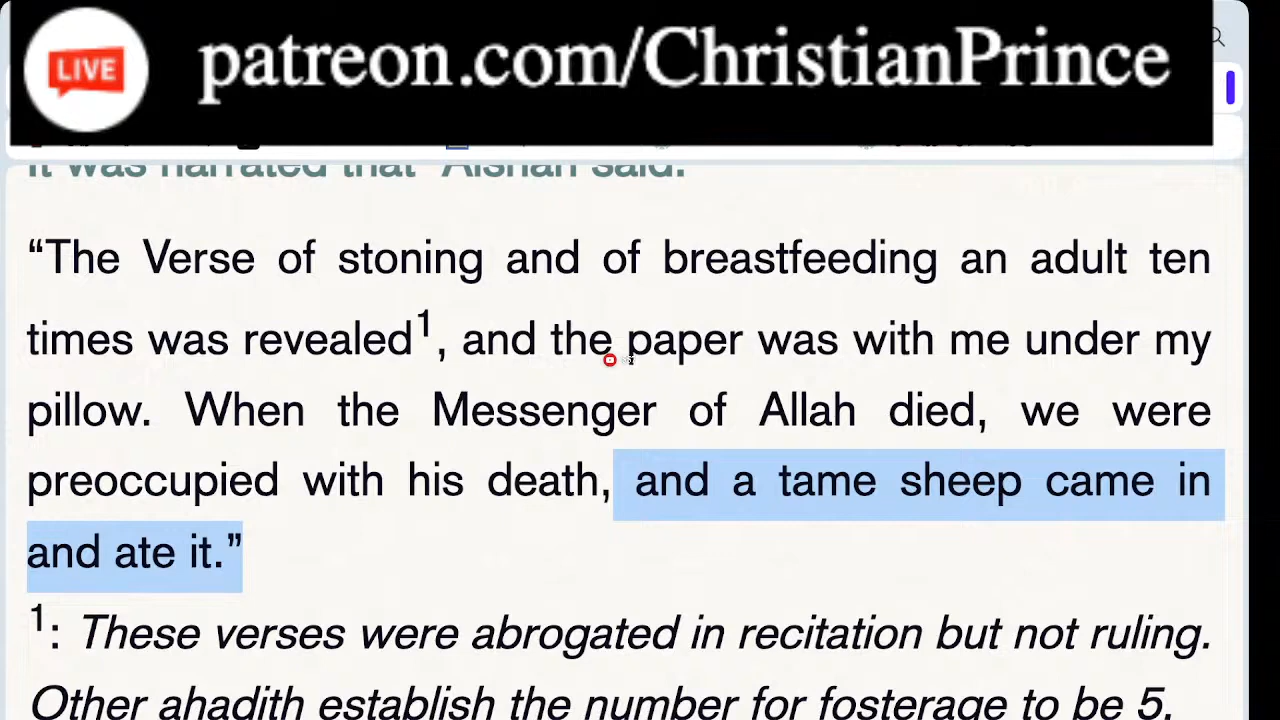 LIVE
patreon.com/ChristianPrince
It was narrated that 'Aishah said:
“The Verse of stoning and of breastfeeding an adult ten
times was revealed1, and the paper was with me under my
pillow. When the Messenger of Allah died, we were
preoccupied with his death, and a tame sheep came in
and ate it.”
1: These verses were abrogated in recitation but not ruling.
Other ahadith establish the number for fosterage to be 5.